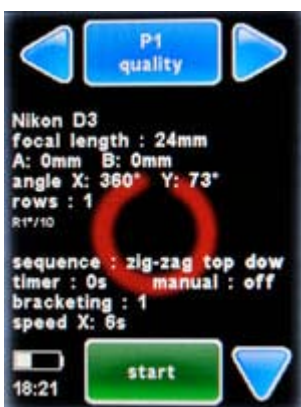 P1
quality
Nikon D3
focal length : 24mm
A: 0mm B: 0mm
angle X: 360° Y: 73°
rows : 1
R1°/10
sequence : zig-zag top dow
timer : 0s manual : off
bracketing : 1
speed X: 6s
18:21
start